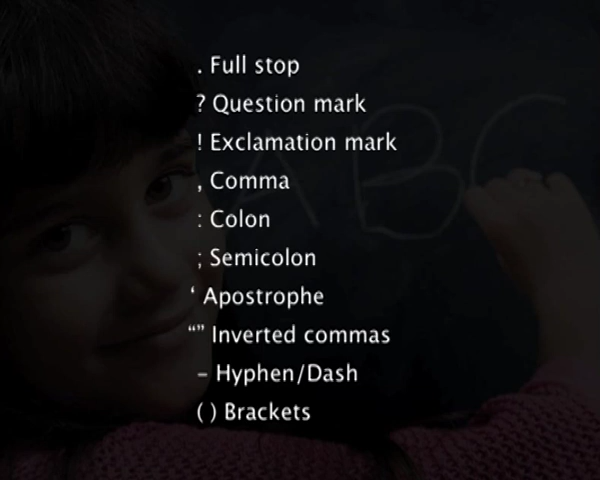 . Full stop
? Question mark
! Exclamation mark
, Comma
: Colon
; Semicolon
‘ Apostrophe
“” Inverted commas
– Hyphen/Dash
( ) Brackets
A B C